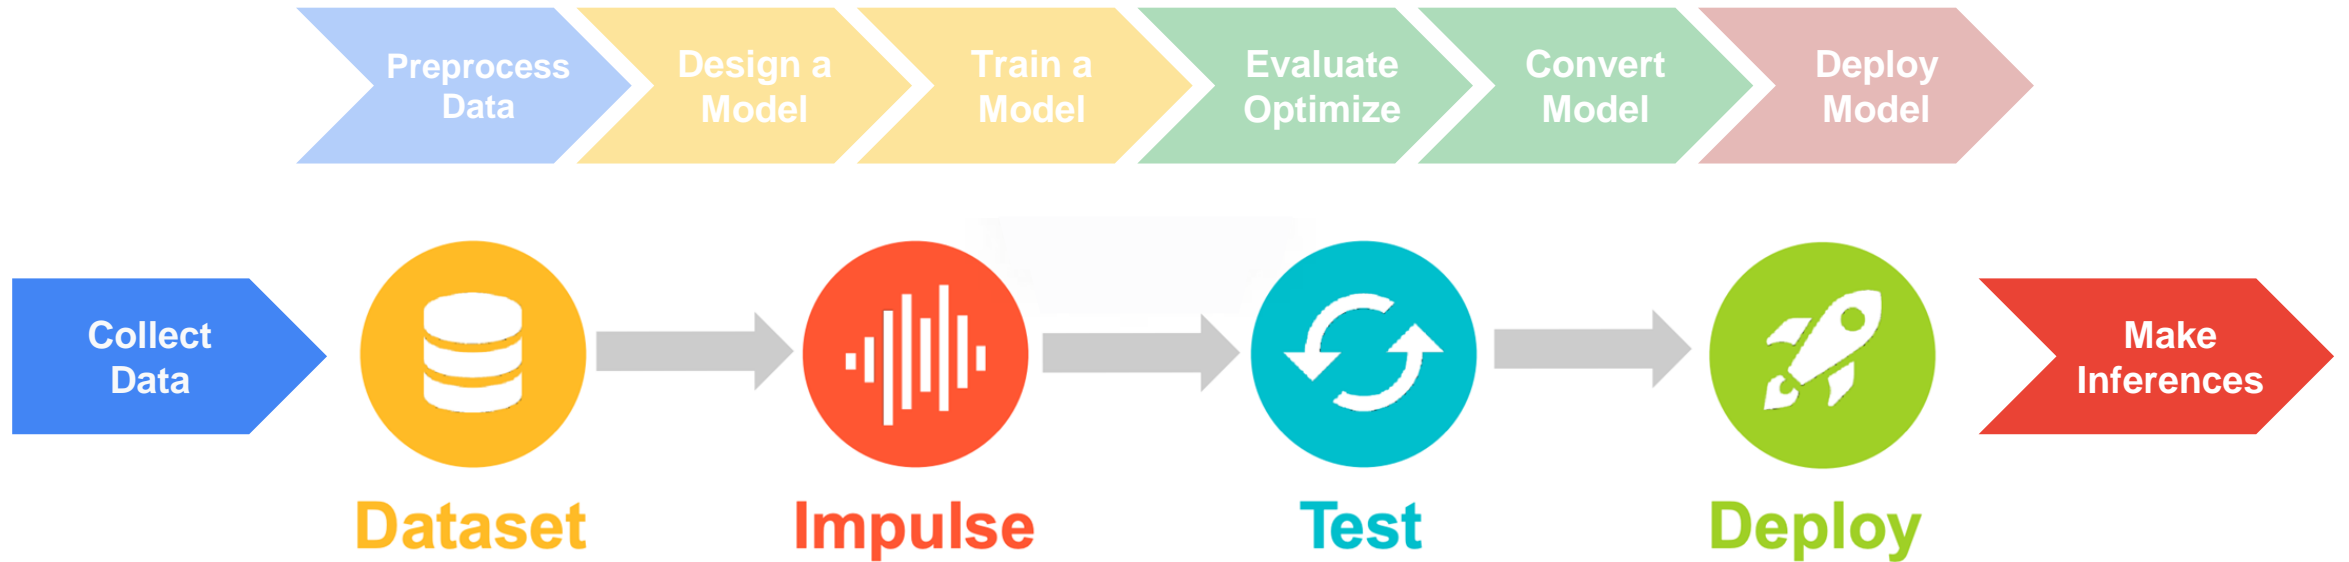 Preprocess
Data
Design a
Model
Train a
Model
Evaluate
Optimize
Convert
Model
Deploy
Model
Collect
Data
Make
Inferences
Dataset
Impulse
Test
Deploy